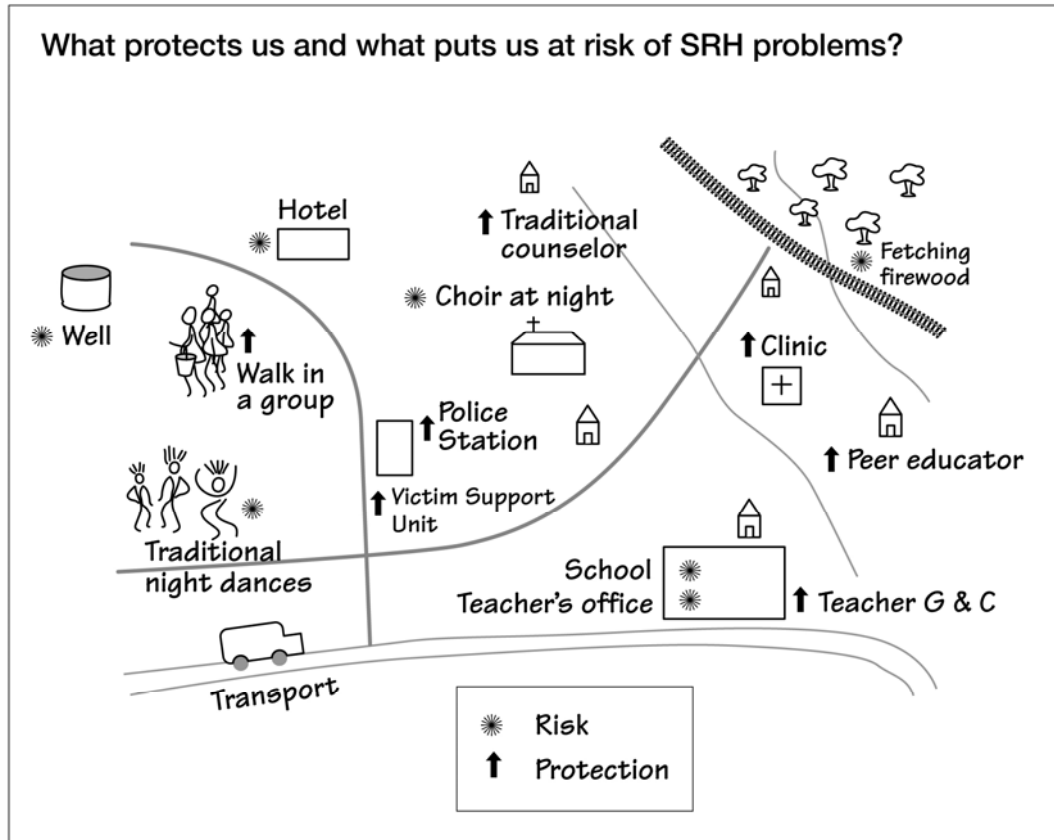 What protects us and what puts us at risk of SRH problems?
Hotel
Traditional
counselor
Fetching
firewood
Choir at night
Well
Walk in
a group
Clinic
Police
Station
Peer educator
Victim Support
Unit
Traditional
night dances
School
Teacher's office
Teacher G & C
Transport
Risk
Protection